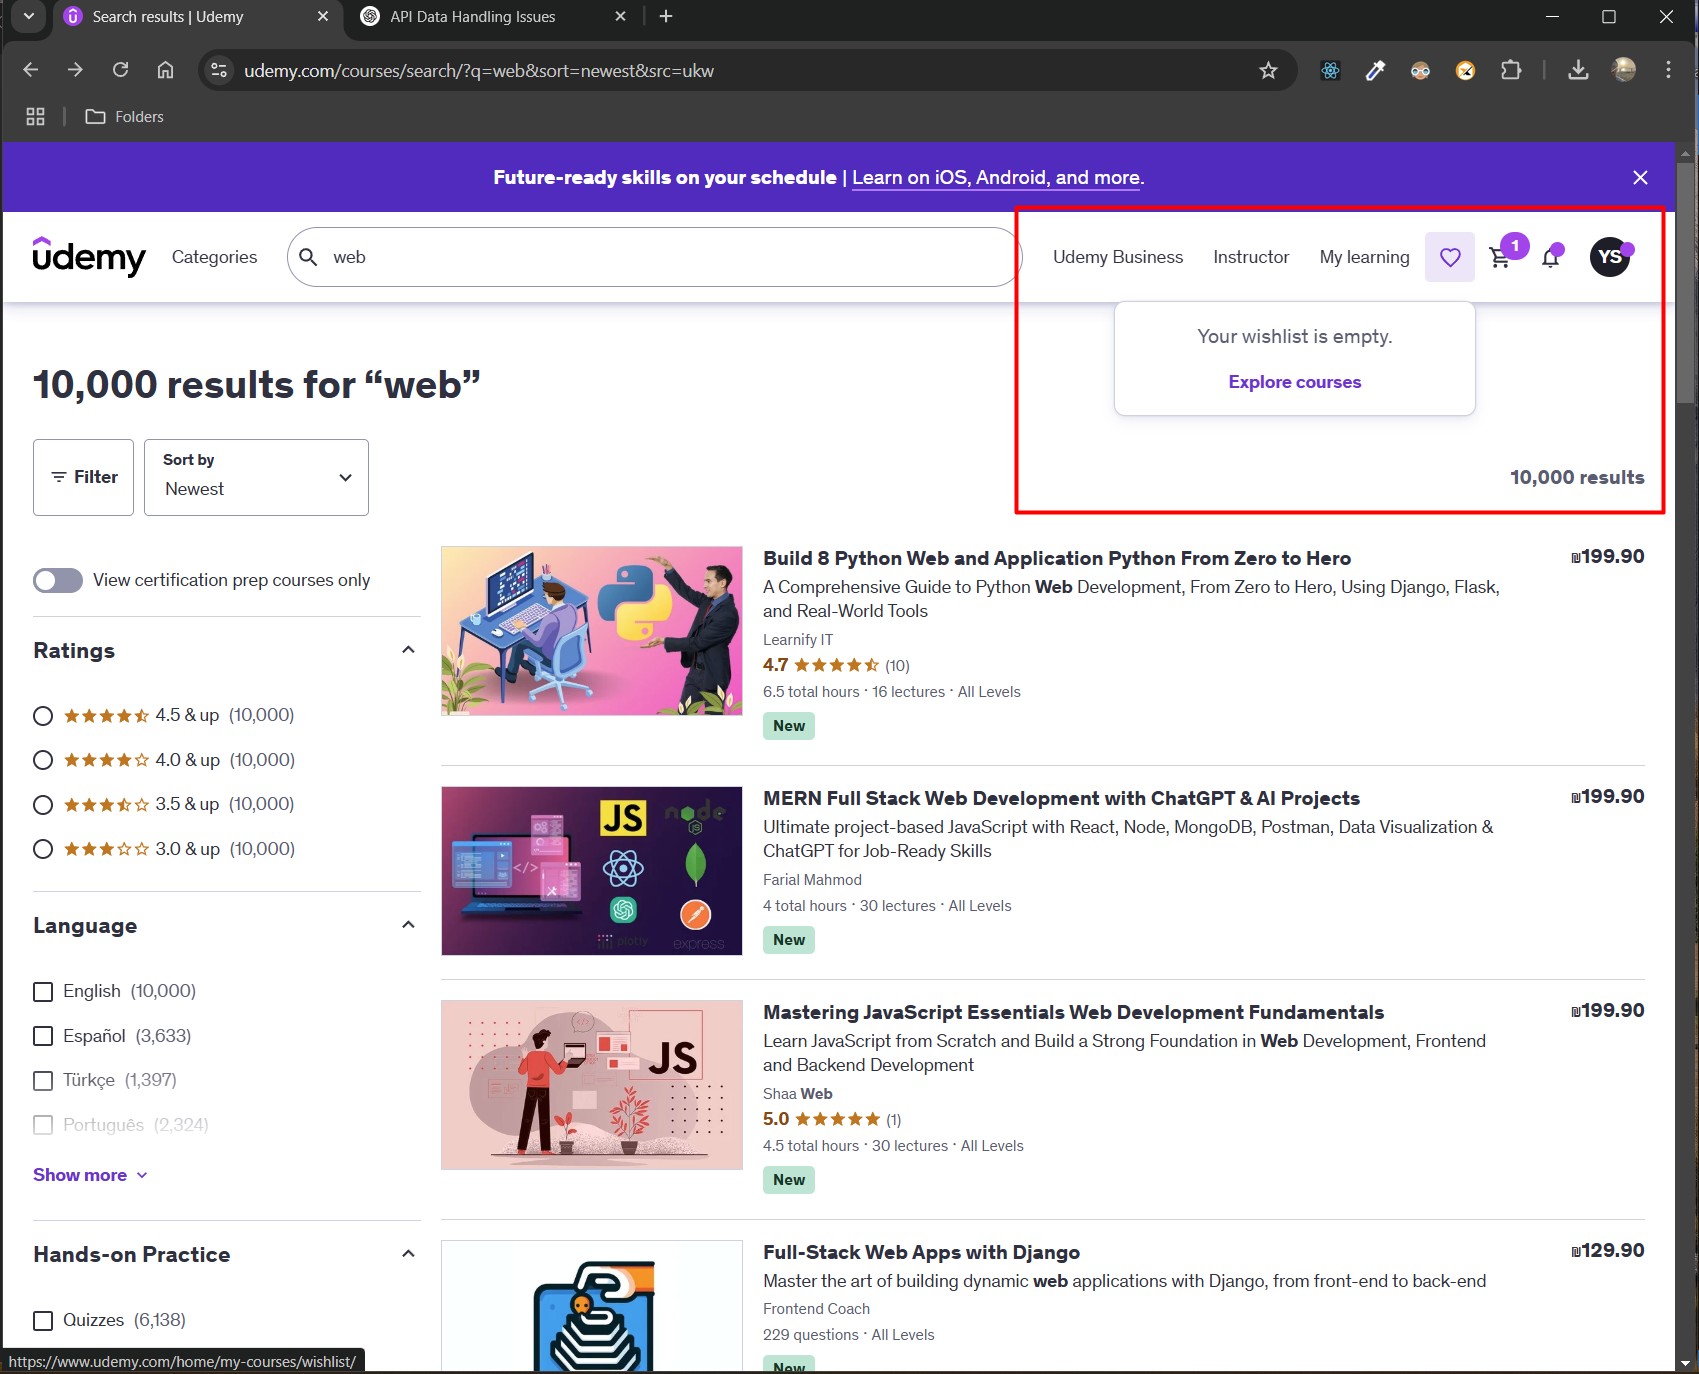 Search results | Udemy
API Data Handling Issues
udemy.com/courses/search/?q=web&sort=newest&src=ukw
Folders
Future-ready skills on your schedule | Learn on iOS, Android, and more.
udemy
Categories
web
Udemy Business
Instructor
My learning
1
YS
Your wishlist is empty.
Explore courses
10,000 results for “web”
Filter
Sort by
Newest
10,000 results
View certification prep courses only
Ratings
4.5 & up (10,000)
4.0 & up (10,000)
3.5 & up (10,000)
3.0 & up (10,000)
Language
English (10,000)
Español (3,633)
Türkçe (1,397)
Português (2,324)
Show more
Hands-on Practice
Quizzes (6,138)
Build 8 Python Web and Application Python From Zero to Hero
₪199.90
A Comprehensive Guide to Python Web Development, From Zero to Hero, Using Django, Flask,
and Real-World Tools
Learnify IT
4.7 (10)
6.5 total hours · 16 lectures · All Levels
New
JS
node
JS
</>
plotly
express
MERN Full Stack Web Development with ChatGPT & AI Projects
₪199.90
Ultimate project-based JavaScript with React, Node, MongoDB, Postman, Data Visualization &
ChatGPT for Job-Ready Skills
Farial Mahmod
4 total hours · 30 lectures · All Levels
New
</>
JS
Mastering JavaScript Essentials Web Development Fundamentals
₪199.90
Learn JavaScript from Scratch and Build a Strong Foundation in Web Development, Frontend
and Backend Development
Shaa Web
5.0 (1)
4.5 total hours · 30 lectures · All Levels
New
Full-Stack Web Apps with Django
₪129.90
Master the art of building dynamic web applications with Django, from front-end to back-end
Frontend Coach
229 questions · All Levels
New
https://www.udemy.com/home/my-courses/wishlist/